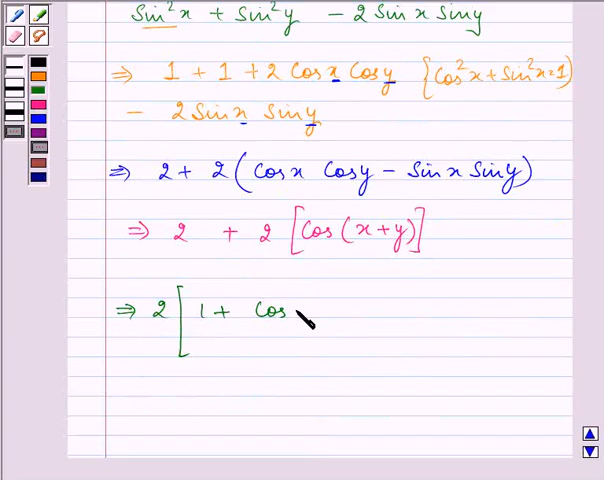 Sin²x + Sin²y - 2 Sin x Sin y
⇒ 1 + 1 + 2 Cos x Cos y {Cos²x + Sin²x = 1}
- 2 Sin x Sin y
⇒ 2 + 2 (Cos x Cos y - Sin x Sin y)
⇒ 2 + 2 [Cos (x + y)]
⇒ 2 [1 + Cos